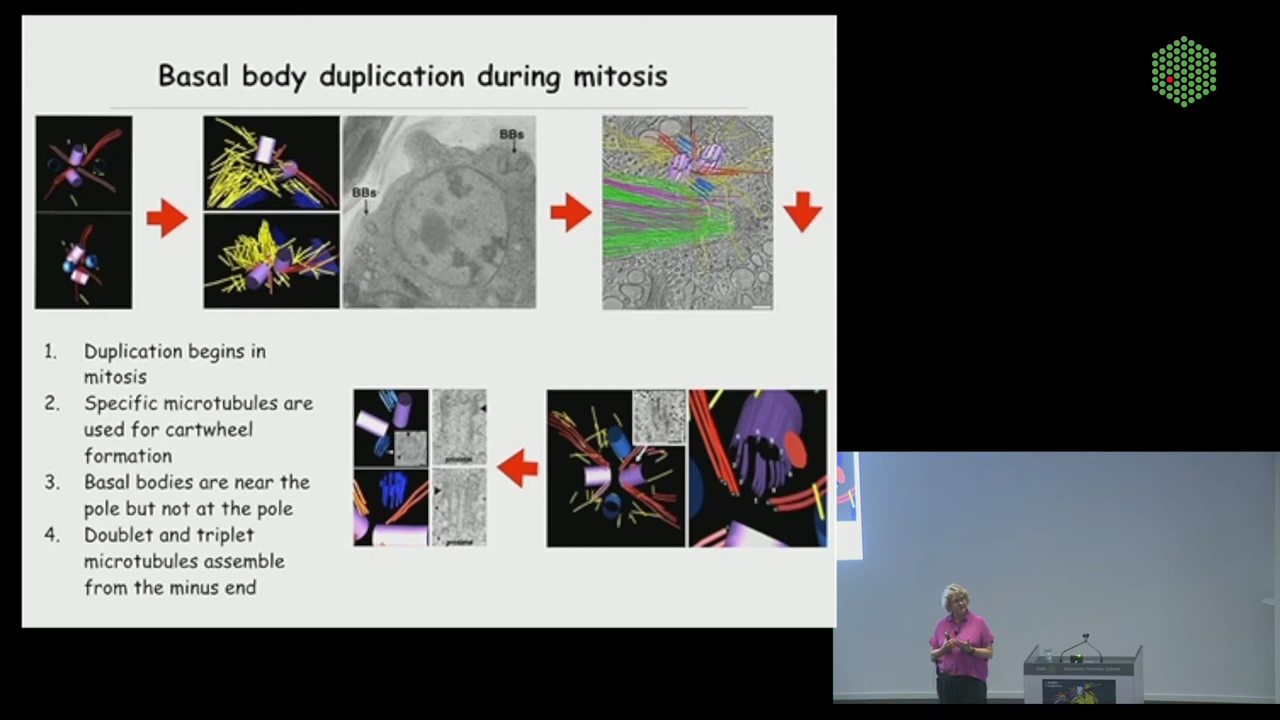 Basal body duplication during mitosis
BBs
BBs
1. Duplication begins in
mitosis
2. Specific microtubules are
used for cartwheel
formation
3. Basal bodies are near the
pole but not at the pole
4. Doublet and triplet
microtubules assemble
from the minus end
proximal
proximal